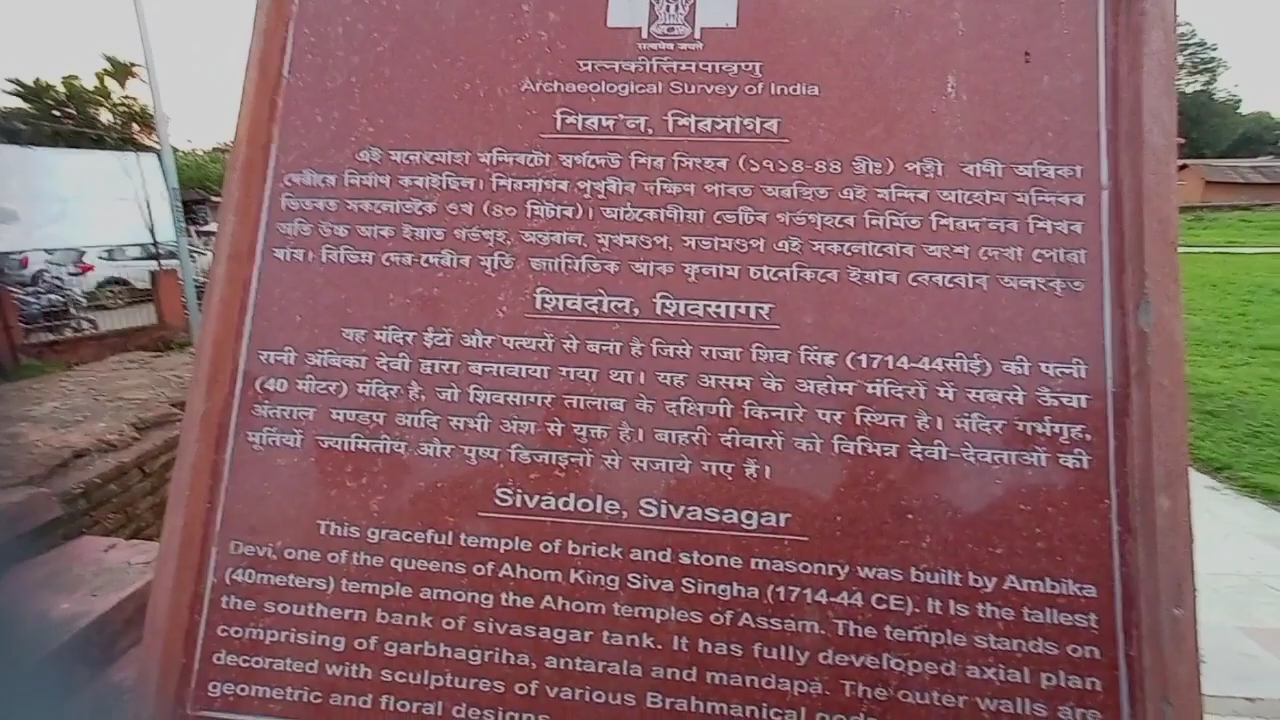 सत्यमेव जयते
प्रत्नकीर्त्तिमपावृणु
Archaeological Survey of India
শিৱদ'ল, শিৱসাগৰ
এই মনোমোহা মন্দিৰটো স্বৰ্গদেউ শিৱ সিংহৰ (১৭১৪-৪৪ খ্ৰীঃ) পত্নী ৰাণী অম্বিকা
দেৱীয়ে নিৰ্মাণ কৰাইছিল। শিৱসাগৰ পুখুৰীৰ দক্ষিণ পাৰত অৱস্থিত এই মন্দিৰ আহোম মন্দিৰৰ
ভিতৰত সকলোতকৈ ওখ (৪০ মিটাৰ)। আঠকোণীয়া ভেটিৰ গৰ্ভগৃহৰে নিৰ্মিত শিৱদ'লৰ শিখৰ
অতি উচ্চ আৰু ইয়াত গৰ্ভগৃহ, অন্তৰাল, মুখমণ্ডপ, সভামণ্ডপ এই সকলোবোৰ অংশ দেখা পোৱা
যায়। বিভিন্ন দেৱ-দেৱীৰ মূৰ্তি জ্যামিতিক আৰু ফুলাম চানেকিৰে ইয়াৰ বেৰবোৰ অলংকৃত
शिवदोल, शिवसागर
यह मंदिर ईंटों और पत्थरों से बना है जिसे राजा शिव सिंह (1714-44सीई) की पत्नी
रानी अंबिका देवी द्वारा बनावाया गया था। यह असम के अहोम मंदिरों में सबसे ऊँचा
(40 मीटर) मंदिर है, जो शिवसागर तालाब के दक्षिणी किनारे पर स्थित है। मंदिर गर्भगृह,
अंतराल मण्डप आदि सभी अंश से युक्त है। बाहरी दीवारों को विभिन्न देवी-देवताओं की
मूर्तियों ज्यामितीय और पुष्प डिजाइनों से सजाये गए हैं।
Sivadole, Sivasagar
This graceful temple of brick and stone masonry was built by Ambika
Devi, one of the queens of Ahom King Siva Singha (1714-44 CE). It Is the tallest
(40meters) temple among the Ahom temples of Assam. The temple stands on
the southern bank of sivasagar tank. It has fully developed axial plan
comprising of garbhagriha, antarala and mandapa. The outer walls are
decorated with sculptures of various Brahmanical
geometric and floral designs